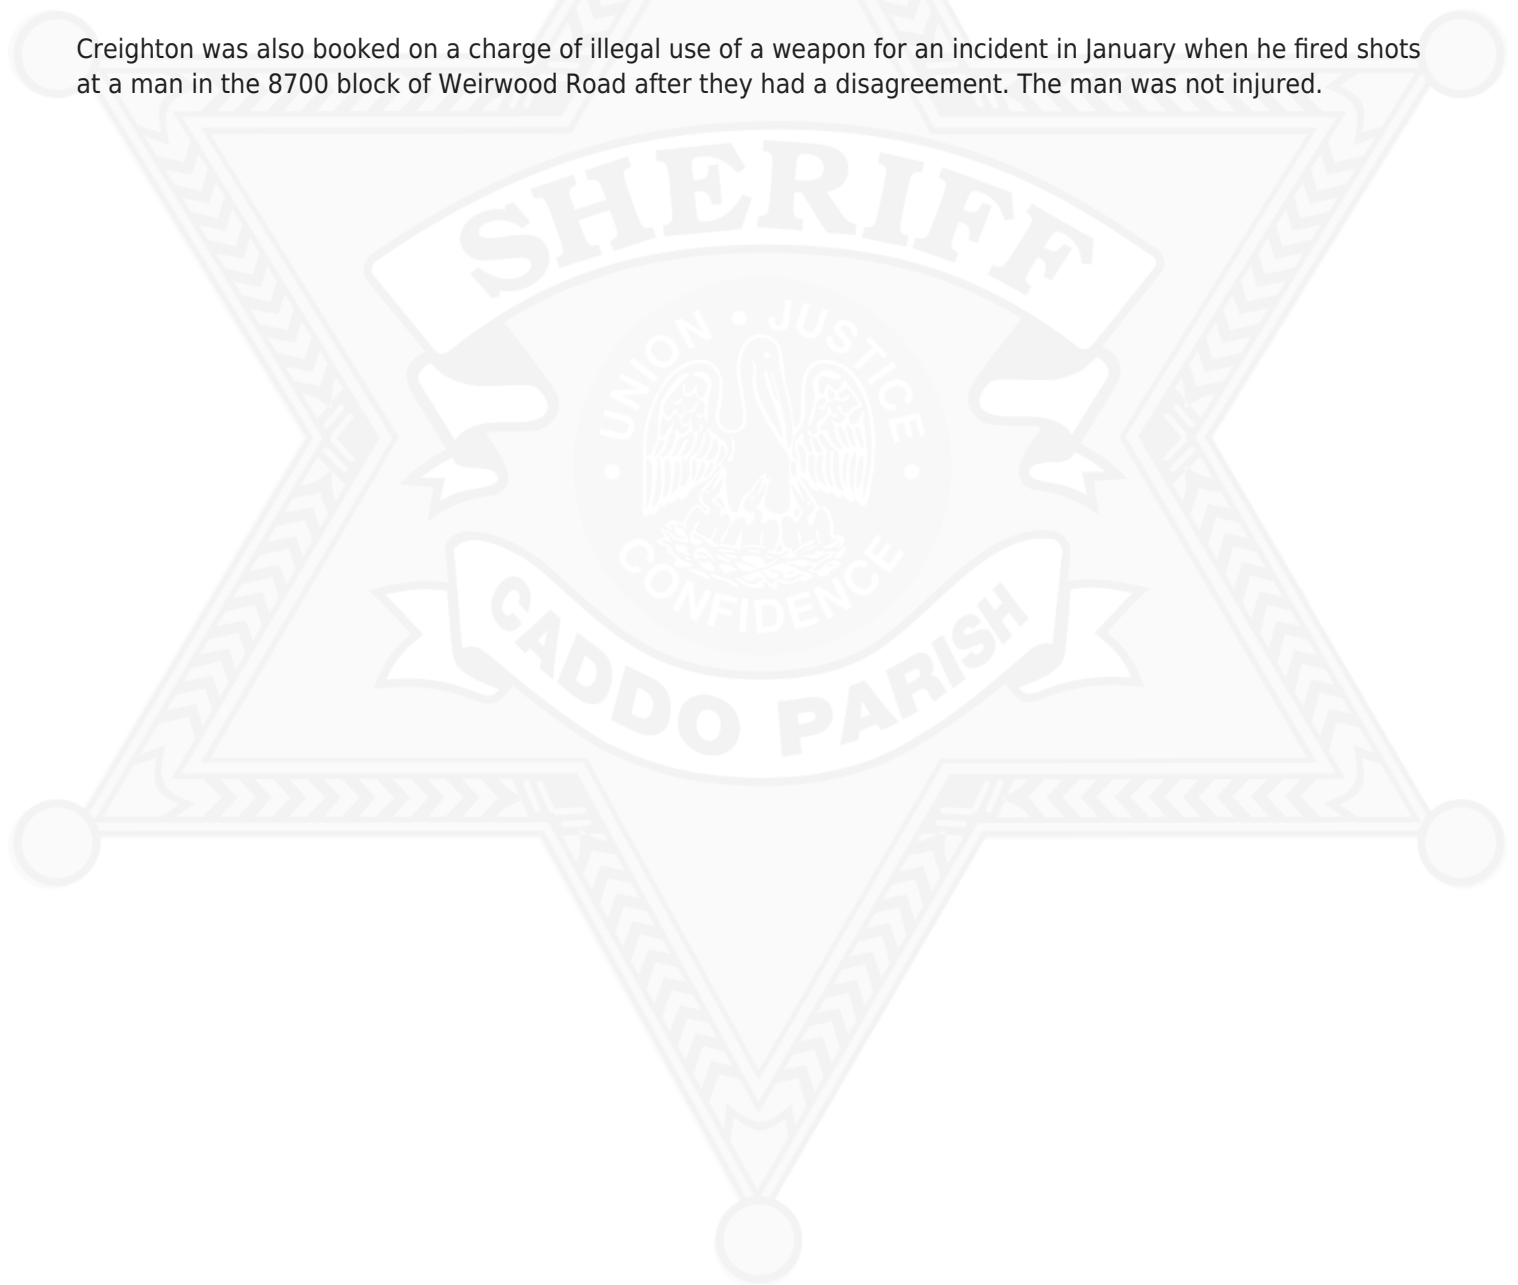 Creighton was also booked on a charge of illegal use of a weapon for an incident in January when he fired shots
at a man in the 8700 block of Weirwood Road after they had a disagreement. The man was not injured.
SHERIFF
UNION • JUSTICE
CONFIDENCE
CADDO PARISH